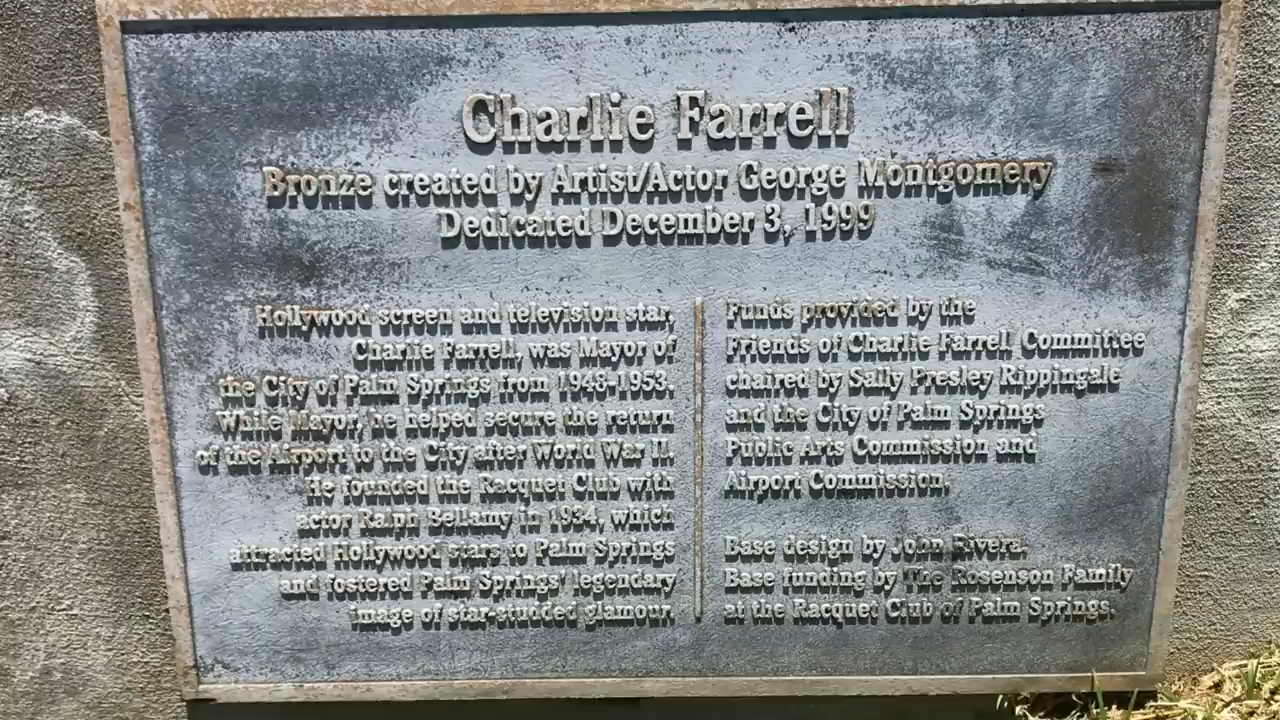 Charlie Farrell
Bronze created by Artist/Actor George Montgomery
Dedicated December 3, 1999
Hollywood screen and television star,
Charlie Farrell, was Mayor of
the City of Palm Springs from 1948-1953.
While Mayor, he helped secure the return
of the Airport to the City after World War II.
He founded the Racquet Club with
actor Ralph Bellamy in 1934, which
attracted Hollywood stars to Palm Springs
and fostered Palm Springs' legendary
image of star-studded glamour.
Funds provided by the
Friends of Charlie Farrell Committee
chaired by Sally Presley Rippingale
and the City of Palm Springs
Public Arts Commission and
Airport Commission.
Base design by John Rivera.
Base funding by The Rosenson Family
at the Racquet Club of Palm Springs.